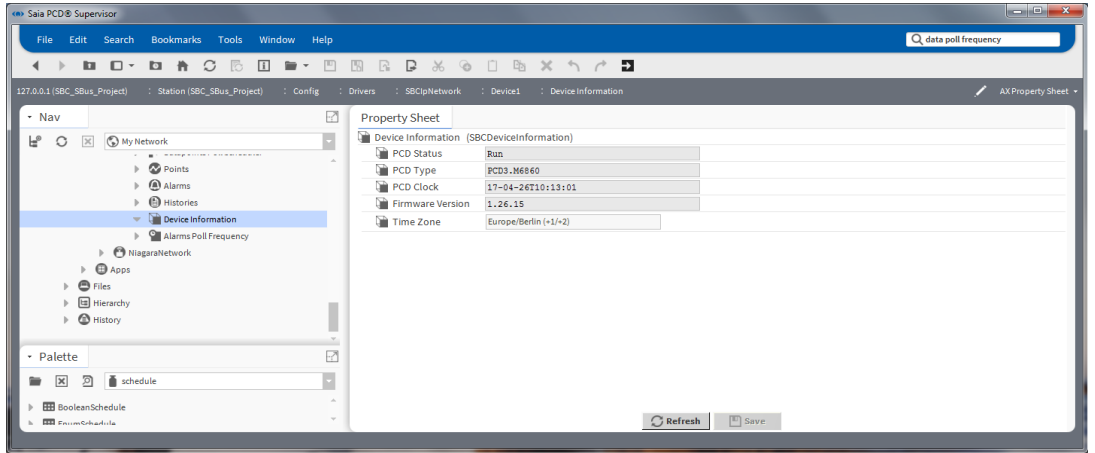 Saia PCD® Supervisor
File Edit Search Bookmarks Tools Window Help
data poll frequency
127.0.0.1 (SBC_SBus_Project) : Station (SBC_SBus_Project) : Config : Drivers : SBCIpNetwork : Device1 : Device Information
AX Property Sheet
Nav
My Network
Points
Alarms
Histories
Device Information
Alarms Poll Frequency
NiagaraNetwork
Apps
Files
Hierarchy
History
Palette
schedule
BooleanSchedule
EnumSchedule
Property Sheet
Device Information (SBCDeviceInformation)
PCD Status Run
PCD Type PCD3.M6860
PCD Clock 17-04-26T10:13:01
Firmware Version 1.26.15
Time Zone Europe/Berlin (+1/+2)
Refresh Save